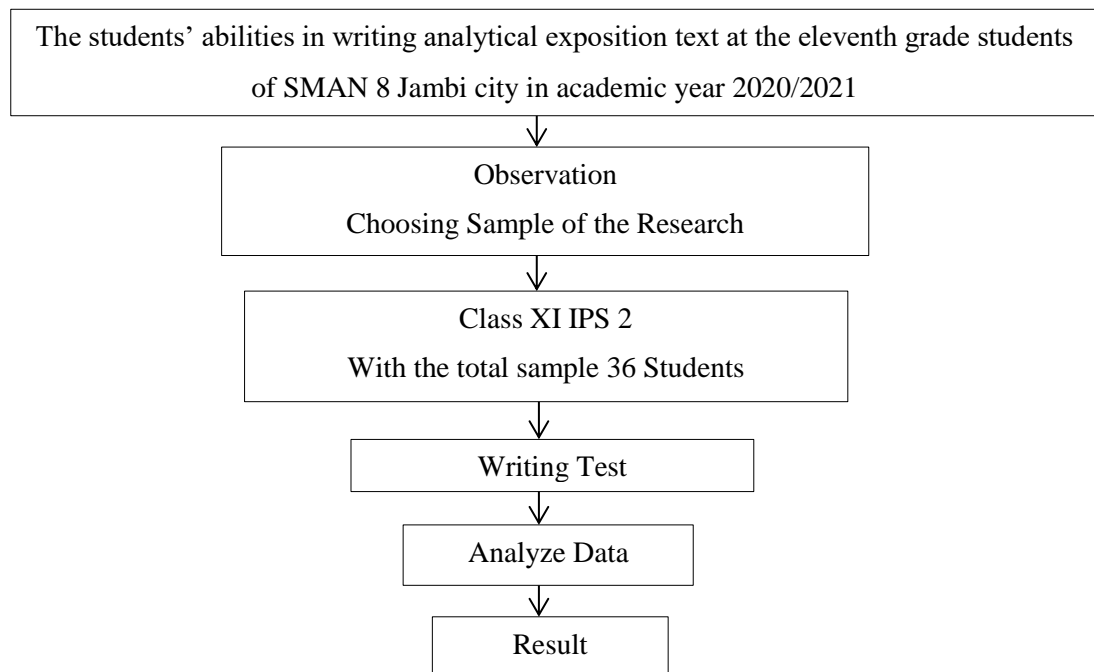 The students’ abilities in writing analytical exposition text at the eleventh grade students
of SMAN 8 Jambi city in academic year 2020/2021
Observation
Choosing Sample of the Research
Class XI IPS 2
With the total sample 36 Students
Writing Test
Analyze Data
Result